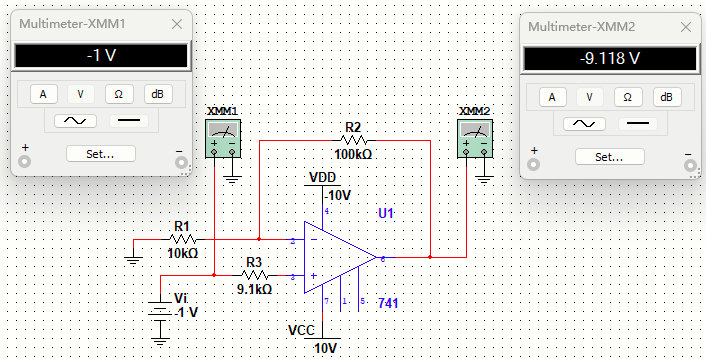 Multimeter-XMM1
×
-1 V
A
V
Ω
dB
+
−
Set...
Multimeter-XMM2
×
-9.118 V
A
V
Ω
dB
+
−
Set...
XMM1
XMM2
R2
100kΩ
VDD
-10V
4
U1
R1
10kΩ
2
6
R3
9.1kΩ
3
7
1
5
741
Vi
-1 V
VCC
10V